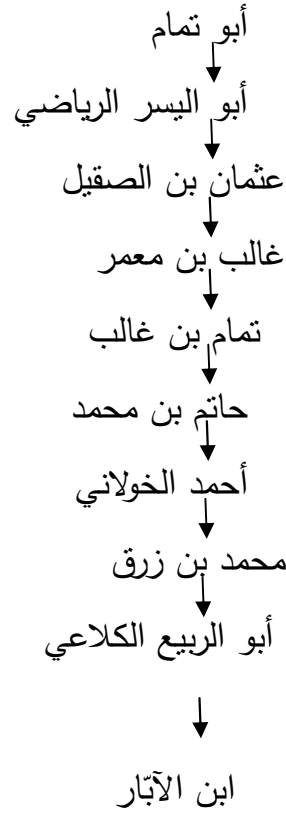 أبو تمام
أبو اليسر الرياضي
عثمان بن الصقيل
غالب بن معمر
تمام بن غالب
حاتم بن محمد
أحمد الخولاني
محمد بن زرق
أبو الربيع الكلاعي
ابن الآبّار